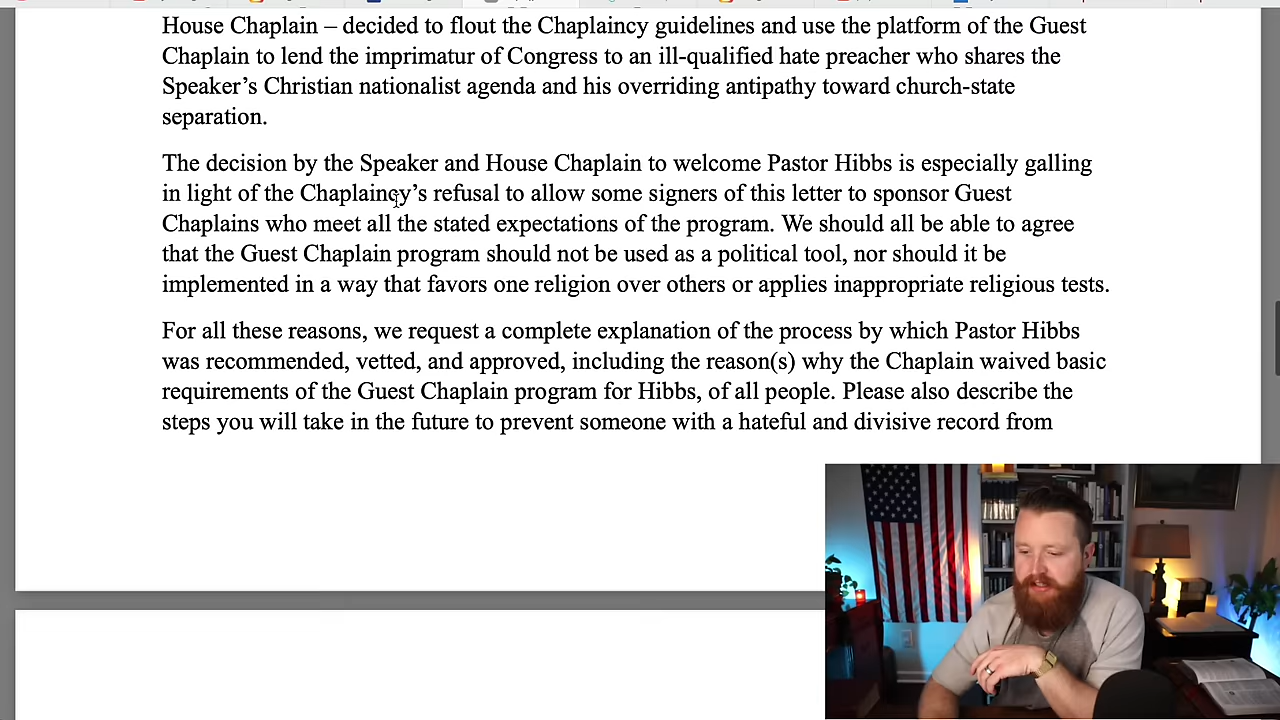 House Chaplain – decided to flout the Chaplaincy guidelines and use the platform of the Guest
Chaplain to lend the imprimatur of Congress to an ill-qualified hate preacher who shares the
Speaker’s Christian nationalist agenda and his overriding antipathy toward church-state
separation.
The decision by the Speaker and House Chaplain to welcome Pastor Hibbs is especially galling
in light of the Chaplaincy’s refusal to allow some signers of this letter to sponsor Guest
Chaplains who meet all the stated expectations of the program. We should all be able to agree
that the Guest Chaplain program should not be used as a political tool, nor should it be
implemented in a way that favors one religion over others or applies inappropriate religious tests.
For all these reasons, we request a complete explanation of the process by which Pastor Hibbs
was recommended, vetted, and approved, including the reason(s) why the Chaplain waived basic
requirements of the Guest Chaplain program for Hibbs, of all people. Please also describe the
steps you will take in the future to prevent someone with a hateful and divisive record from